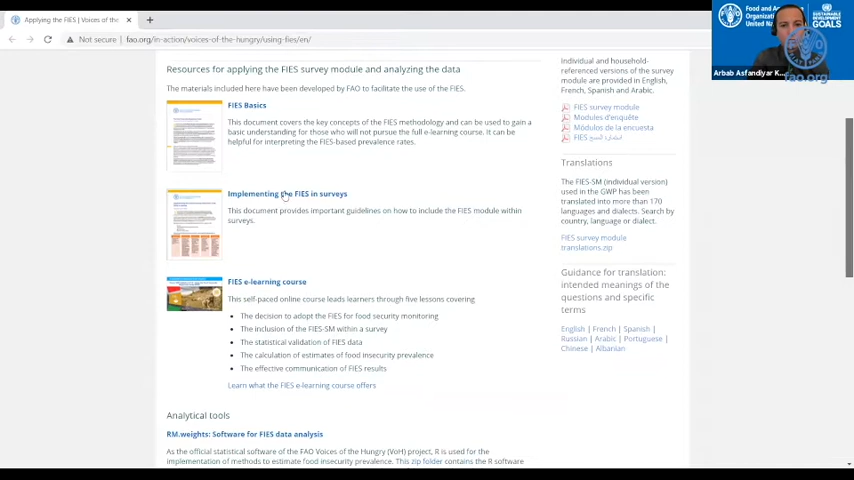 Applying the FIES | Voices of the
Not secure | fao.org/in-action/voices-of-the-hungry/using-fies/en/
Food and
Organization
United Na
SUSTAINABLE
DEVELOPMENT
GOALS
Arbab Asfandiyar K...
fao.org
Resources for applying the FIES survey module and analyzing the data
The materials included here have been developed by FAO to facilitate the use of the FIES.
FIES Basics
This document covers the key concepts of the FIES methodology and can be used to gain a
basic understanding for those who will not pursue the full e-learning course. It can be
helpful for interpreting the FIES-based prevalence rates.
Implementing the FIES in surveys
This document provides important guidelines on how to include the FIES module within
surveys.
FIES e-learning course
This self-paced online course leads learners through five lessons covering
• The decision to adopt the FIES for food security monitoring
• The inclusion of the FIES-SM within a survey
• The statistical validation of FIES data
• The calculation of estimates of food insecurity prevalence
• The effective communication of FIES results
Learn what the FIES e-learning course offers
Analytical tools
RM.weights: Software for FIES data analysis
As the official statistical software of the FAO Voices of the Hungry (VoH) project, R is used for the
implementation of methods to estimate food insecurity prevalence. This zip folder contains the R software
Individual and household-
referenced versions of the survey
module are provided in English,
French, Spanish and Arabic.
FIES survey module
Modules d'enquête
Módulos de la encuesta
FIES استمارة المسح
Translations
The FIES-SM (individual version)
used in the GWP has been
translated into more than 170
languages and dialects. Search by
country, language or dialect.
FIES survey module
translations.zip
Guidance for translation:
intended meanings of the
questions and specific
terms
English | French | Spanish |
Russian | Arabic | Portuguese |
Chinese | Albanian